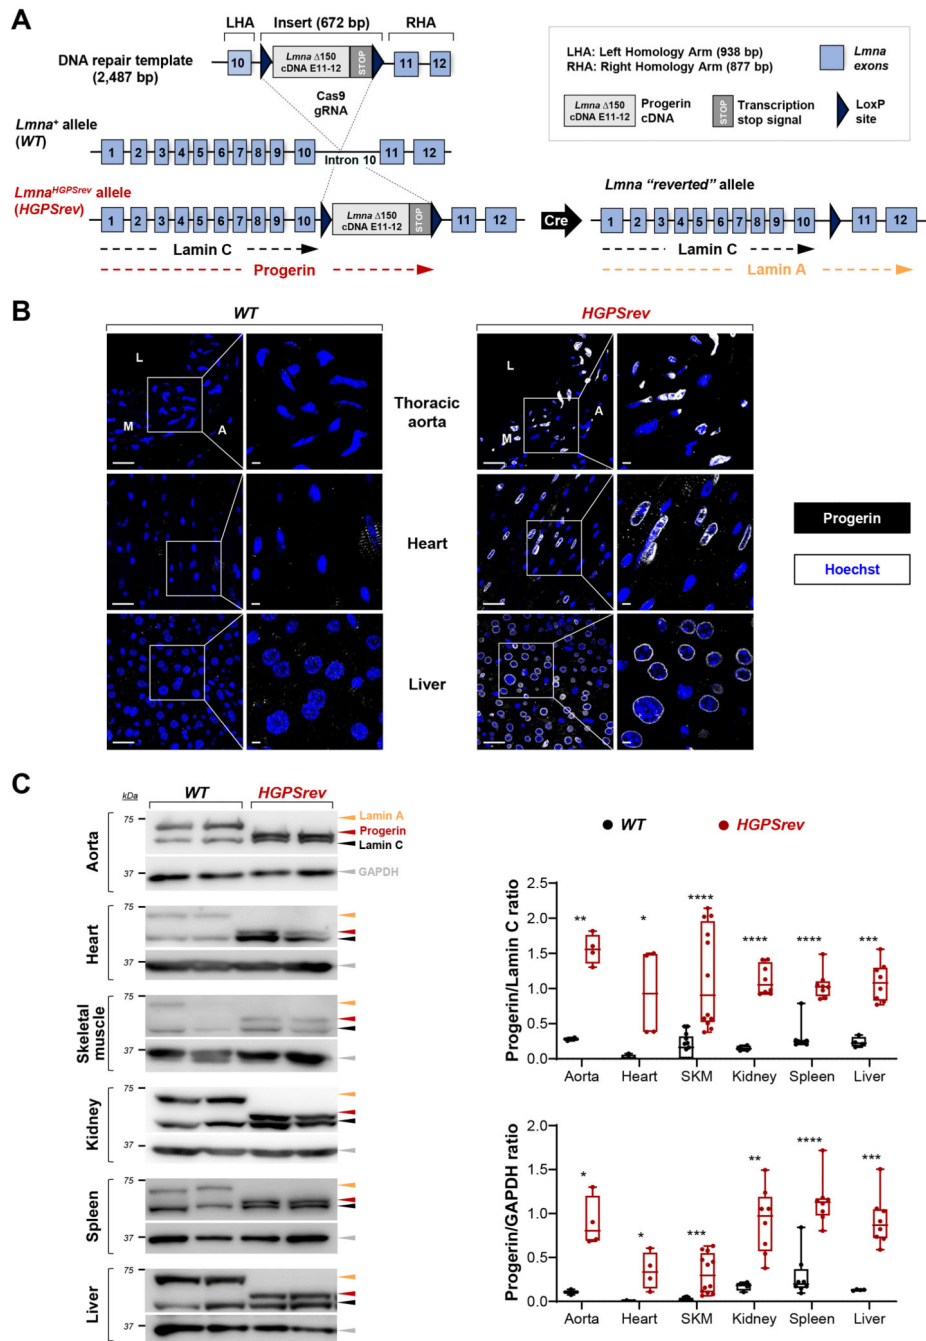 A
LHA Insert (672 bp) RHA
DNA repair template
(2,487 bp)
10 Lmna Δ150
cDNA E11-12 STOP 11 12
Cas9
gRNA
Lmna+ allele
(WT)
1 2 3 4 5 6 7 8 9 10 Intron 10 11 12
LmnaHGPSrev allele
(HGPSrev)
1 2 3 4 5 6 7 8 9 10 Lmna Δ150
cDNA E11-12 STOP 11 12
Lamin C
Progerin
Cre
Lmna "reverted" allele
1 2 3 4 5 6 7 8 9 10 11 12
Lamin C
Lamin A
LHA: Left Homology Arm (938 bp)
RHA: Right Homology Arm (877 bp)
Lmna
exons
Lmna Δ150
cDNA E11-12
Progerin
cDNA
STOP
Transcription
stop signal
LoxP
site
B
WT HGPSrev
L
M
A
Thoracic
aorta
L
M
A
Heart
Liver
Progerin
Hoechst
C
kDa WT HGPSrev
Aorta
75
37
Lamin A
Progerin
Lamin C
GAPDH
Heart
75
37
Skeletal
muscle
75
37
Kidney
75
37
Spleen
75
37
Liver
75
37
WT HGPSrev
Progerin/Lamin C ratio
2.5
2.0
1.5
1.0
0.5
0.0
** * **** **** **** ***
Aorta Heart SKM Kidney Spleen Liver
Progerin/GAPDH ratio
2.0
1.5
1.0
0.5
0.0
* * *** ** **** ***
Aorta Heart SKM Kidney Spleen Liver